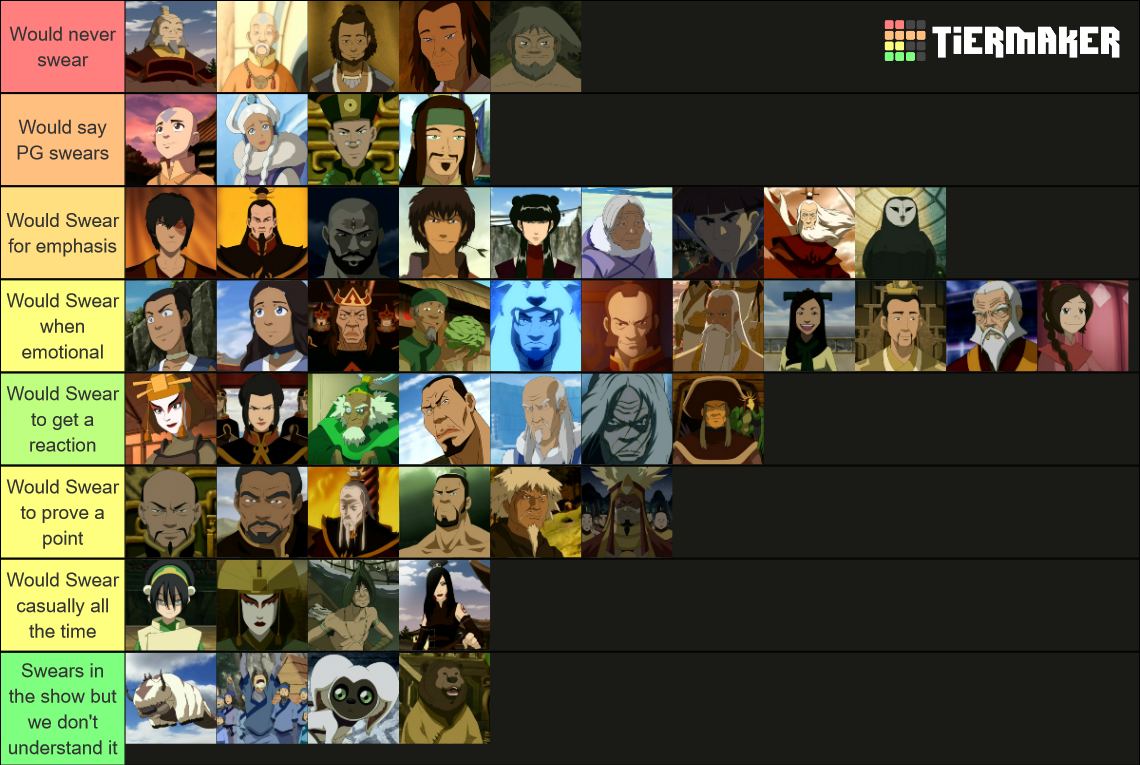 Would never
swear
TiERMAKER
Would say
PG swears
Would Swear
for emphasis
Would Swear
when
emotional
Would Swear
to get a
reaction
Would Swear
to prove a
point
Would Swear
casually all
the time
Swears in
the show but
we don't
understand it